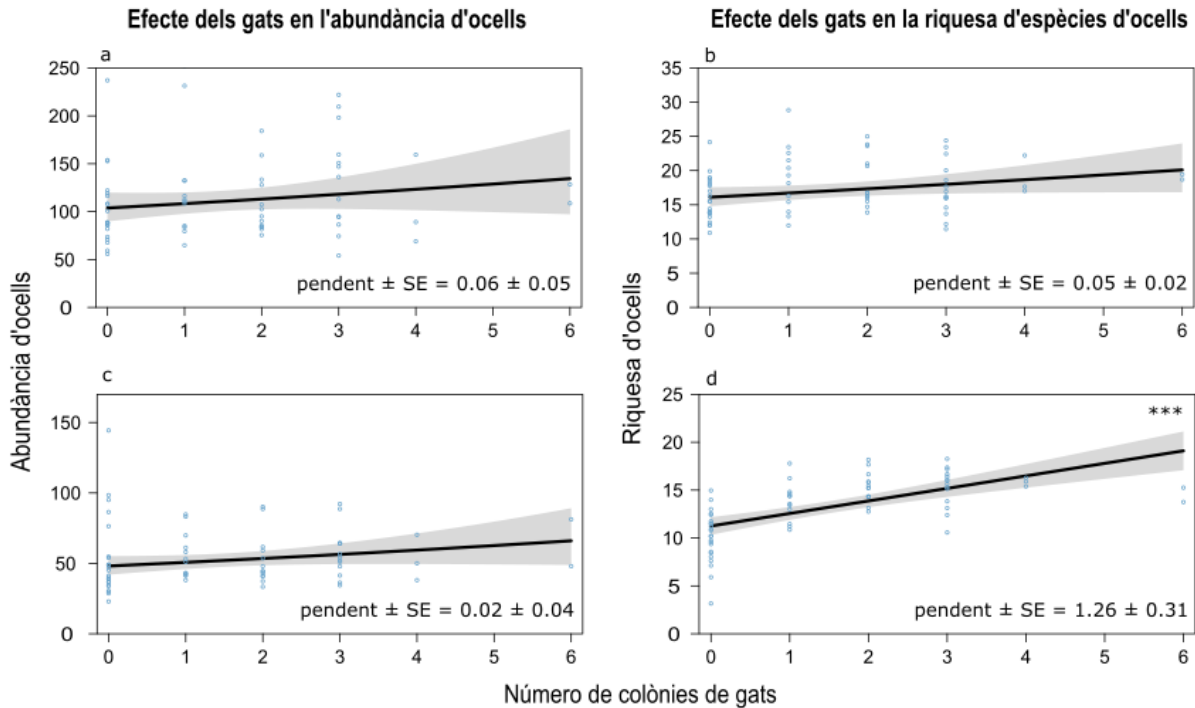 Efecte dels gats en l'abundància d'ocells
Efecte dels gats en la riquesa d'espècies d'ocells
a
250
200
150
100
50
0
0 1 2 3 4 5 6
pendent ± SE = 0.06 ± 0.05
b
35
30
25
20
15
10
5
0
0 1 2 3 4 5 6
pendent ± SE = 0.05 ± 0.02
Abundància d'ocells
Riquesa d'ocells
c
150
100
50
0
0 1 2 3 4 5 6
pendent ± SE = 0.02 ± 0.04
d
25
20
15
10
5
0
0 1 2 3 4 5 6
***
pendent ± SE = 1.26 ± 0.31
Número de colònies de gats